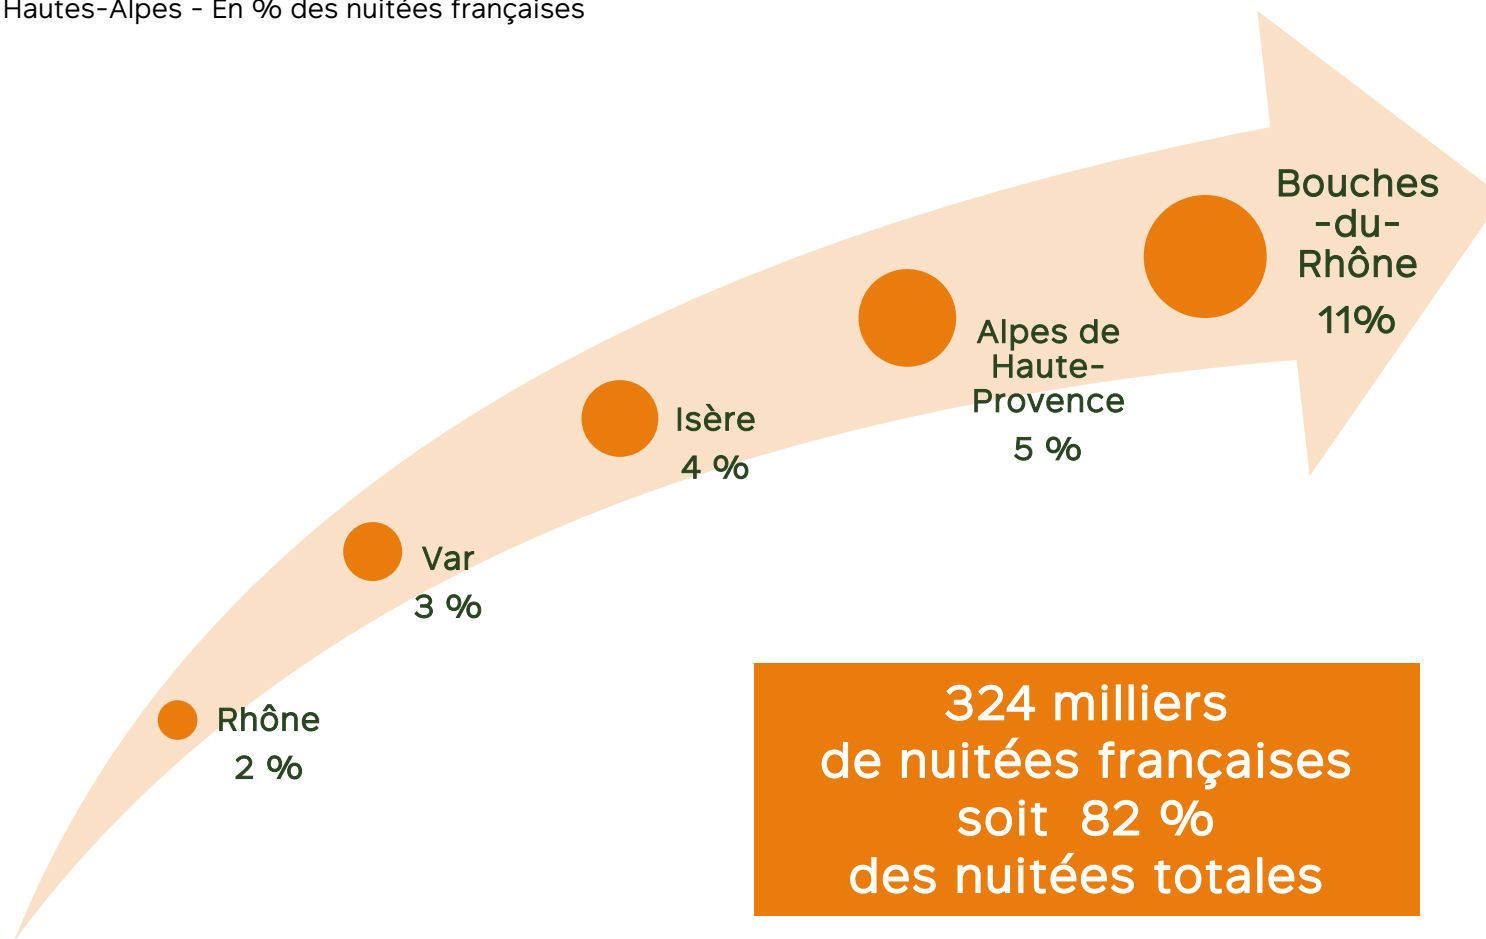 Hautes-Alpes - En % des nuitées françaises
Bouches
-du-
Rhône
11%
Alpes de
Haute-
Provence
5 %
Isère
4 %
Var
3 %
Rhône
2 %
324 milliers
de nuitées françaises
soit 82 %
des nuitées totales